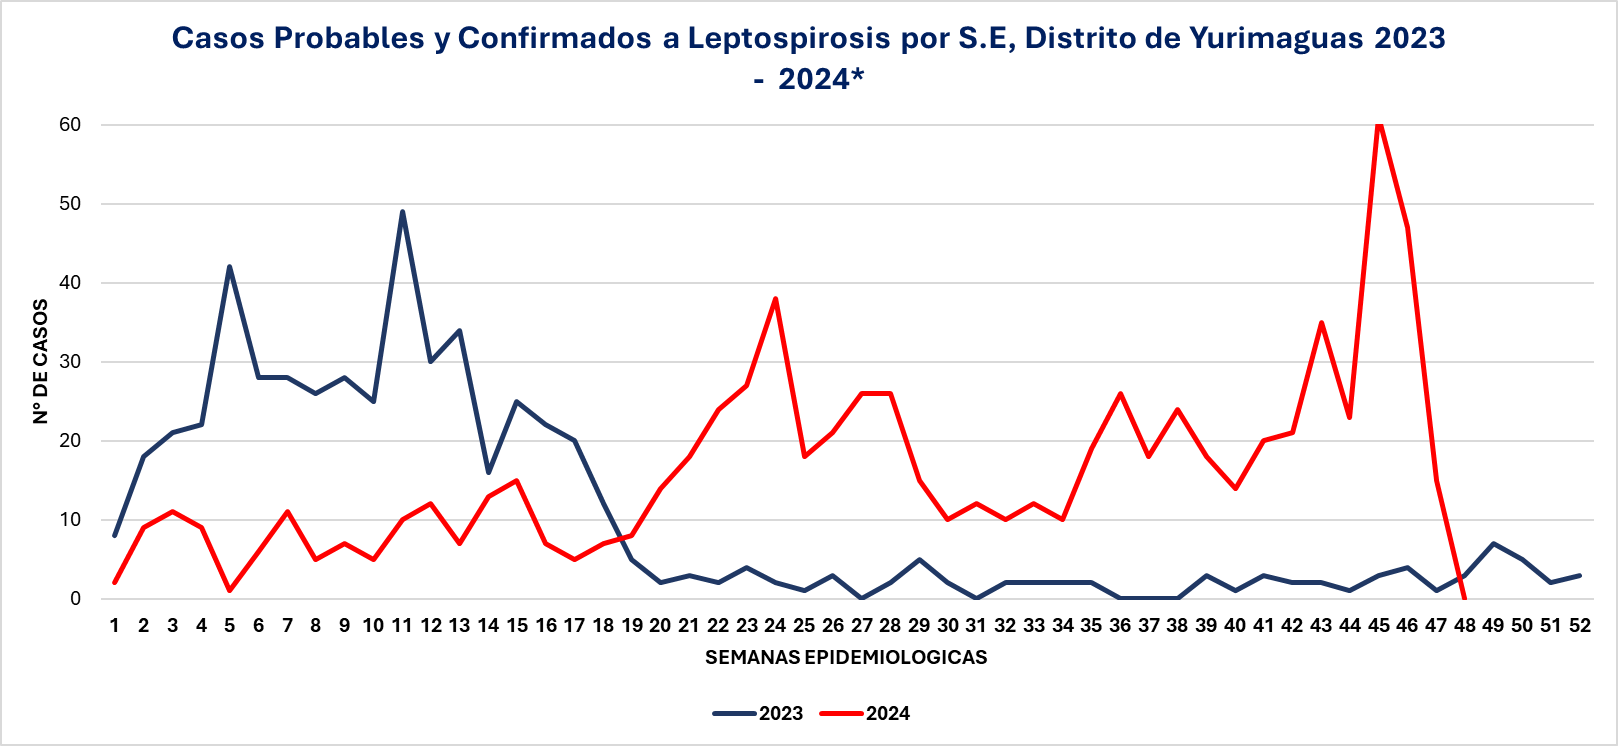 Casos Probables y Confirmados a Leptospirosis por S.E, Distrito de Yurimaguas 2023
- 2024*
60
50
40
30
20
10
0
N° DE CASOS
1 2 3 4 5 6 7 8 9 10 11 12 13 14 15 16 17 18 19 20 21 22 23 24 25 26 27 28 29 30 31 32 33 34 35 36 37 38 39 40 41 42 43 44 45 46 47 48 49 50 51 52
SEMANAS EPIDEMIOLOGICAS
2023 2024